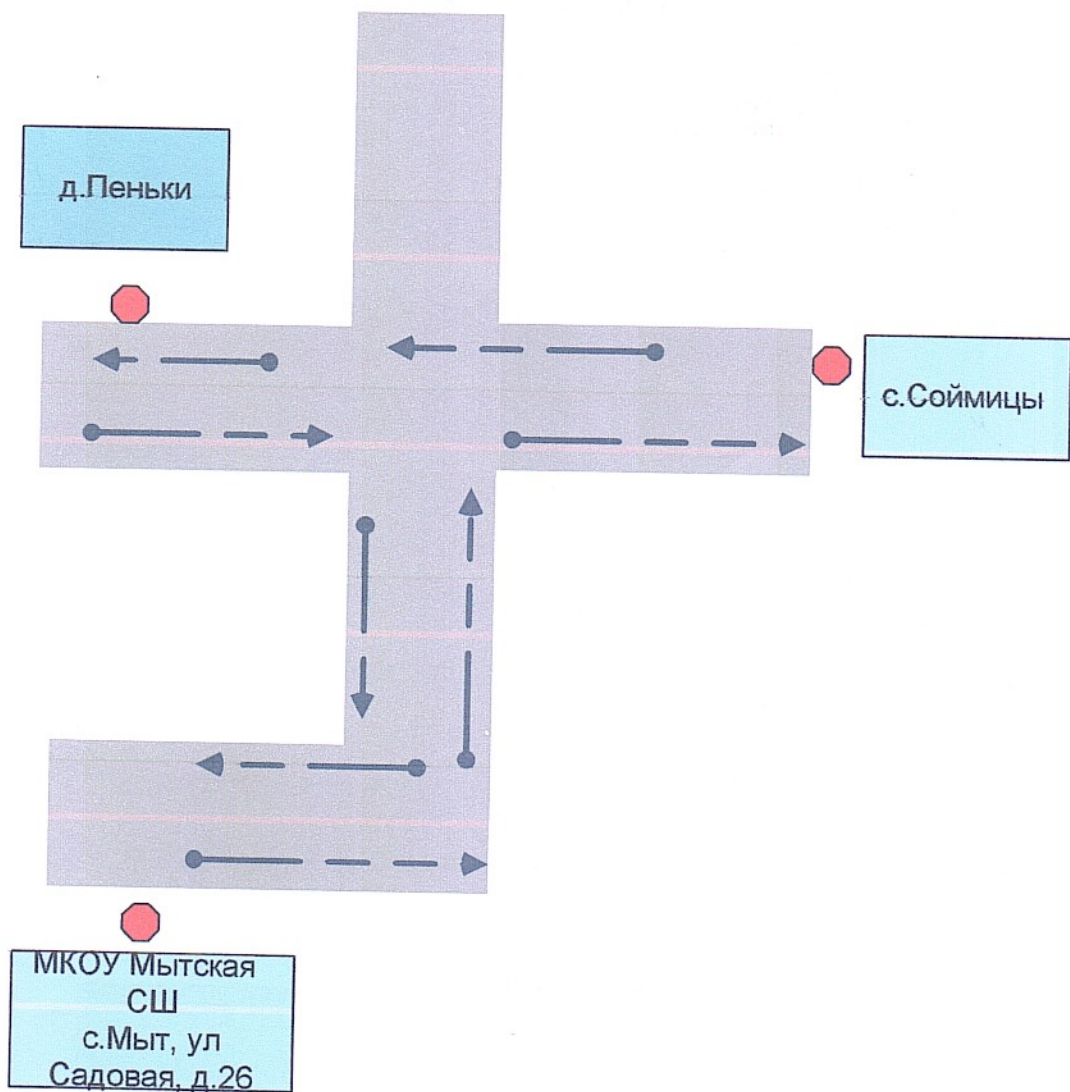 д.Пеньки
с.Соймицы
МКОУ Мытская
СШ
с.Мыт, ул
Садовая, д.26